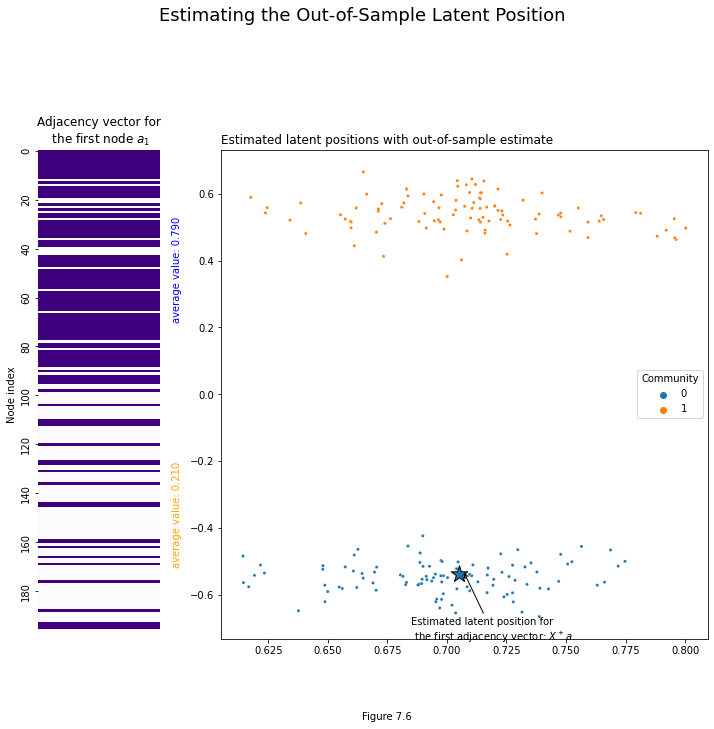 Estimating the Out-of-Sample Latent Position
Adjacency vector for
the first node a₁
Estimated latent positions with out-of-sample estimate
0
20
40
60
80
100
120
140
160
180
Node index
average value: 0.790
average value: 0.210
0.6
0.4
0.2
0.0
−0.2
−0.4
−0.6
Community
0
1
Estimated latent position for
the first adjacency vector: X⁺a
0.625
0.650
0.675
0.700
0.725
0.750
0.775
0.800
Figure 7.6